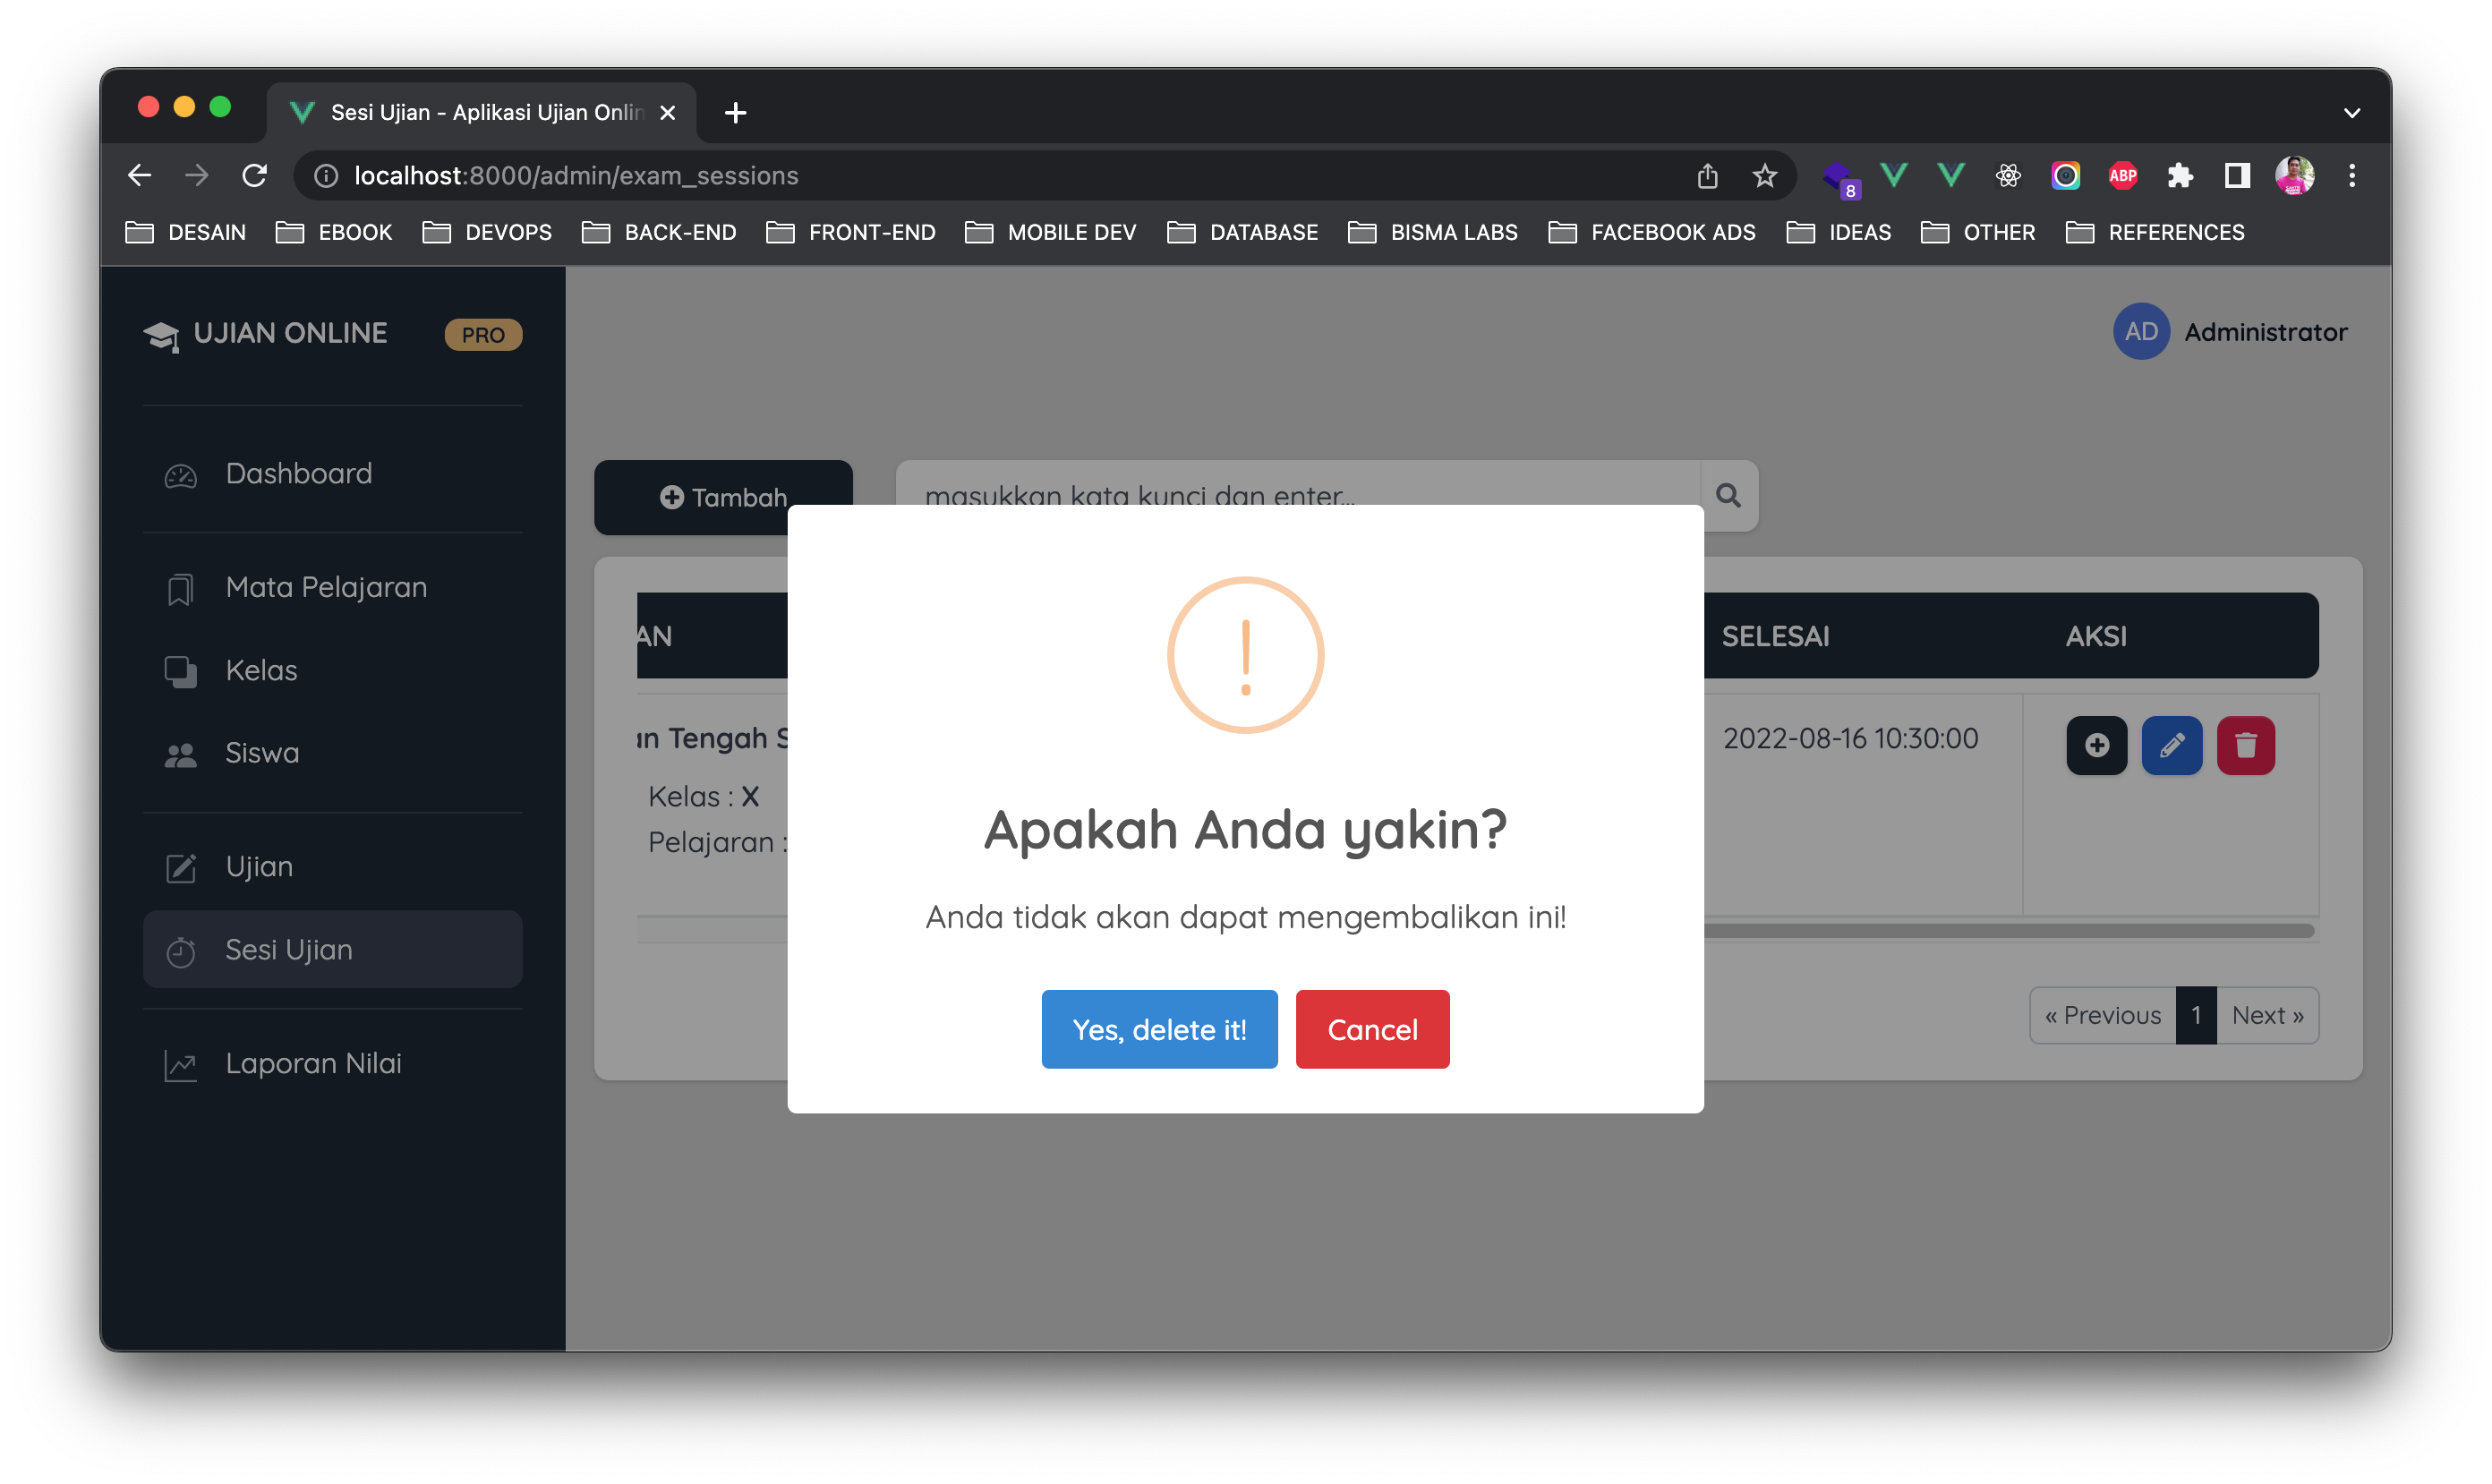 Sesi Ujian - Aplikasi Ujian Onlin
localhost:8000/admin/exam_sessions
8
ABP
DESAIN EBOOK DEVOPS BACK-END FRONT-END MOBILE DEV DATABASE BISMA LABS FACEBOOK ADS IDEAS OTHER REFERENCES
UJIAN ONLINE PRO
AD Administrator
Dashboard
Mata Pelajaran
Kelas
Siswa
Ujian
Sesi Ujian
Laporan Nilai
Tambah
masukkan kata kunci dan enter...
AN SELESAI AKSI
an Tengah S 2022-08-16 10:30:00
Kelas : X
Pelajaran :
Apakah Anda yakin?
Anda tidak akan dapat mengembalikan ini!
Yes, delete it! Cancel
« Previous 1 Next »